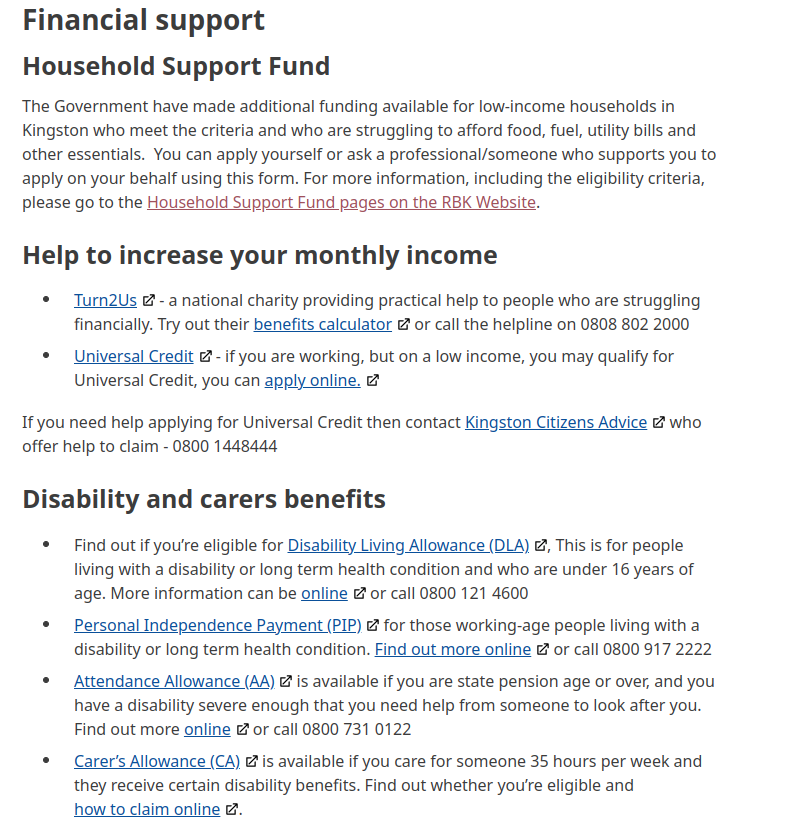 Financial support
Household Support Fund
The Government have made additional funding available for low-income households in
Kingston who meet the criteria and who are struggling to afford food, fuel, utility bills and
other essentials.  You can apply yourself or ask a professional/someone who supports you to
apply on your behalf using this form. For more information, including the eligibility criteria,
please go to the Household Support Fund pages on the RBK Website.
Help to increase your monthly income
• Turn2Us - a national charity providing practical help to people who are struggling
financially. Try out their benefits calculator or call the helpline on 0808 802 2000
• Universal Credit - if you are working, but on a low income, you may qualify for
Universal Credit, you can apply online.
If you need help applying for Universal Credit then contact Kingston Citizens Advice who
offer help to claim - 0800 1448444
Disability and carers benefits
• Find out if you’re eligible for Disability Living Allowance (DLA), This is for people
living with a disability or long term health condition and who are under 16 years of
age. More information can be online or call 0800 121 4600
• Personal Independence Payment (PIP) for those working-age people living with a
disability or long term health condition. Find out more online or call 0800 917 2222
• Attendance Allowance (AA) is available if you are state pension age or over, and you
have a disability severe enough that you need help from someone to look after you.
Find out more online or call 0800 731 0122
• Carer’s Allowance (CA) is available if you care for someone 35 hours per week and
they receive certain disability benefits. Find out whether you’re eligible and
how to claim online.